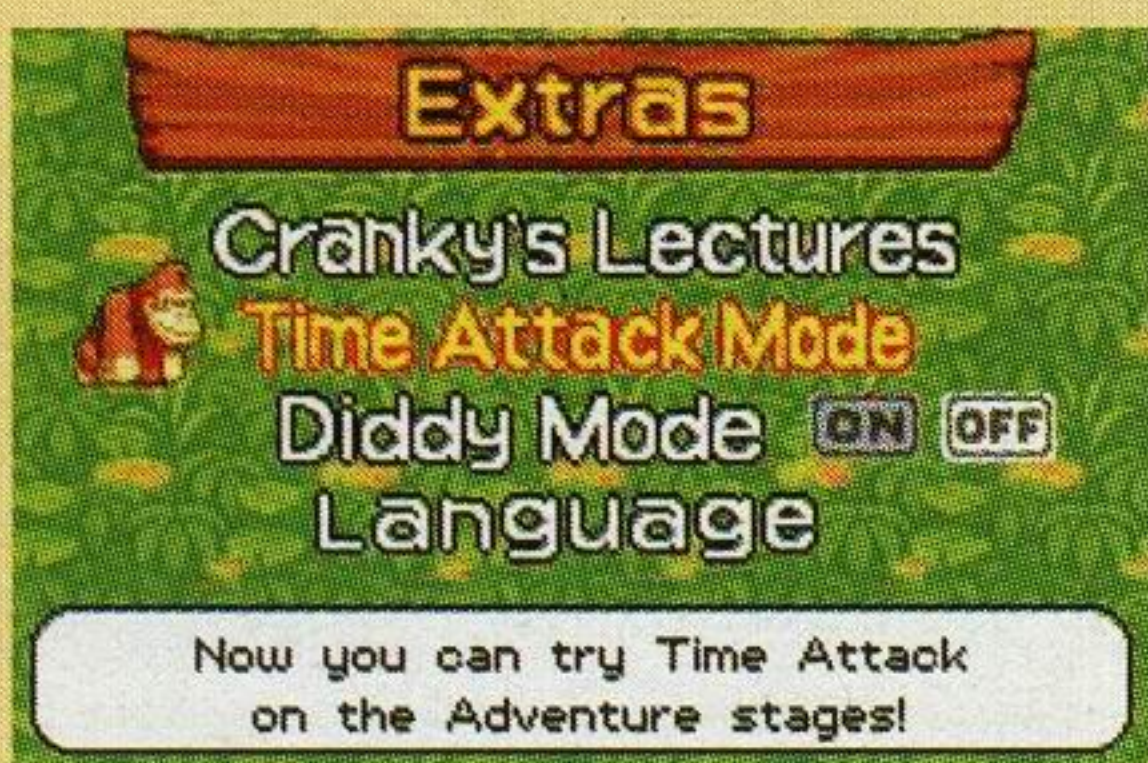 Extras
Cranky's Lectures
Time Attack Mode
Diddy Mode ON OFF
Language
Now you can try Time Attack
on the Adventure stages!